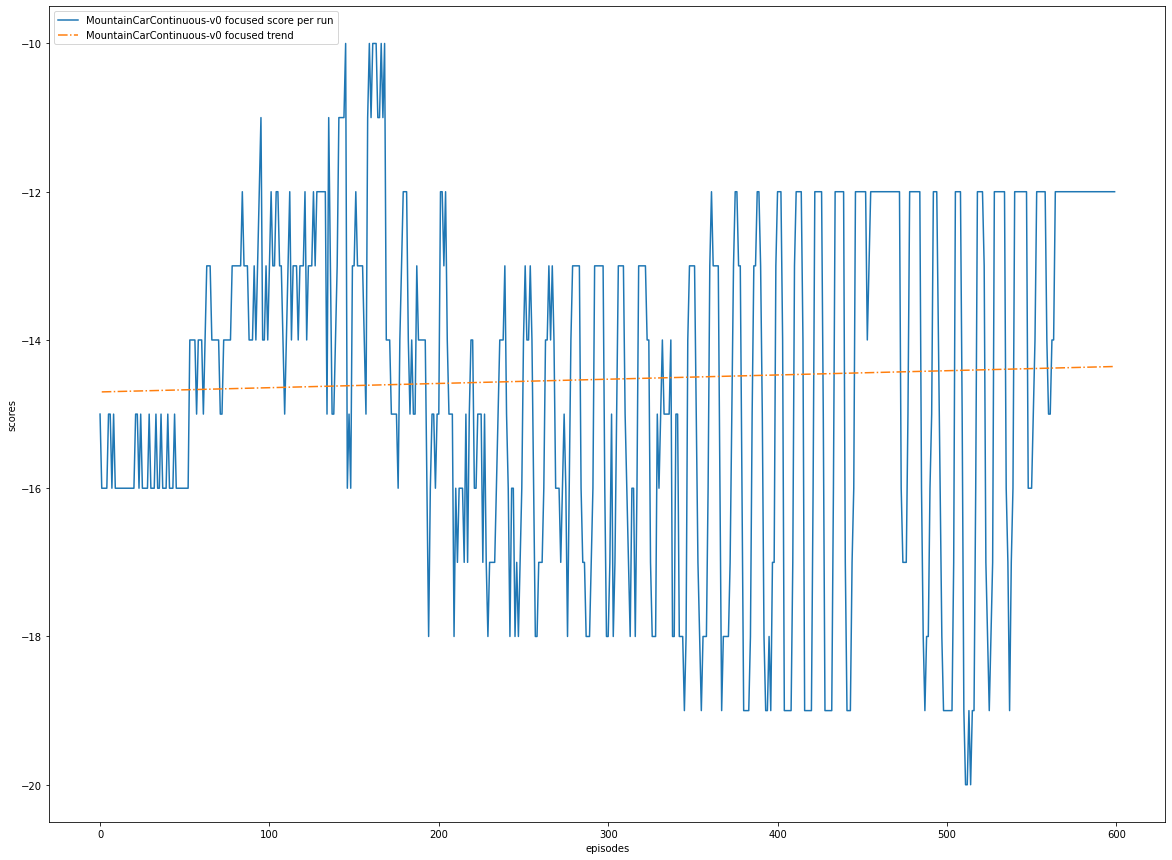 MountainCarContinuous-v0 focused score per run
MountainCarContinuous-v0 focused trend
−10
−12
−14
−16
−18
−20
scores
0 100 200 300 400 500 600
episodes